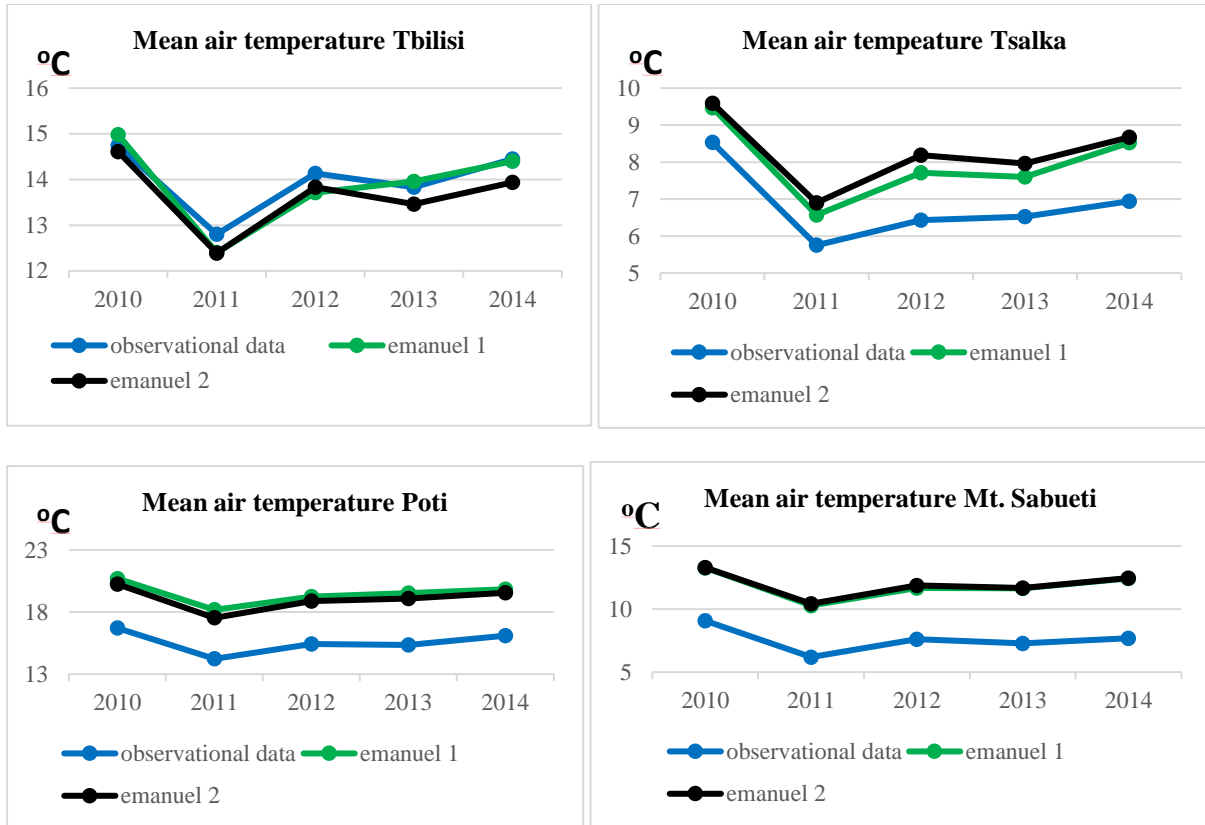 Mean air temperature Tbilisi
ºC
16
15
14
13
12
2010 2011 2012 2013 2014
observational data emanuel 1
emanuel 2
Mean air tempeature Tsalka
ºC
10
9
8
7
6
5
2010 2011 2012 2013 2014
observational data emanuel 1
emanuel 2
Mean air temperature Poti
ºC
23
18
13
2010 2011 2012 2013 2014
observational data emanuel 1
emanuel 2
Mean air temperature Mt. Sabueti
ºC
15
10
5
2010 2011 2012 2013 2014
observational data emanuel 1
emanuel 2